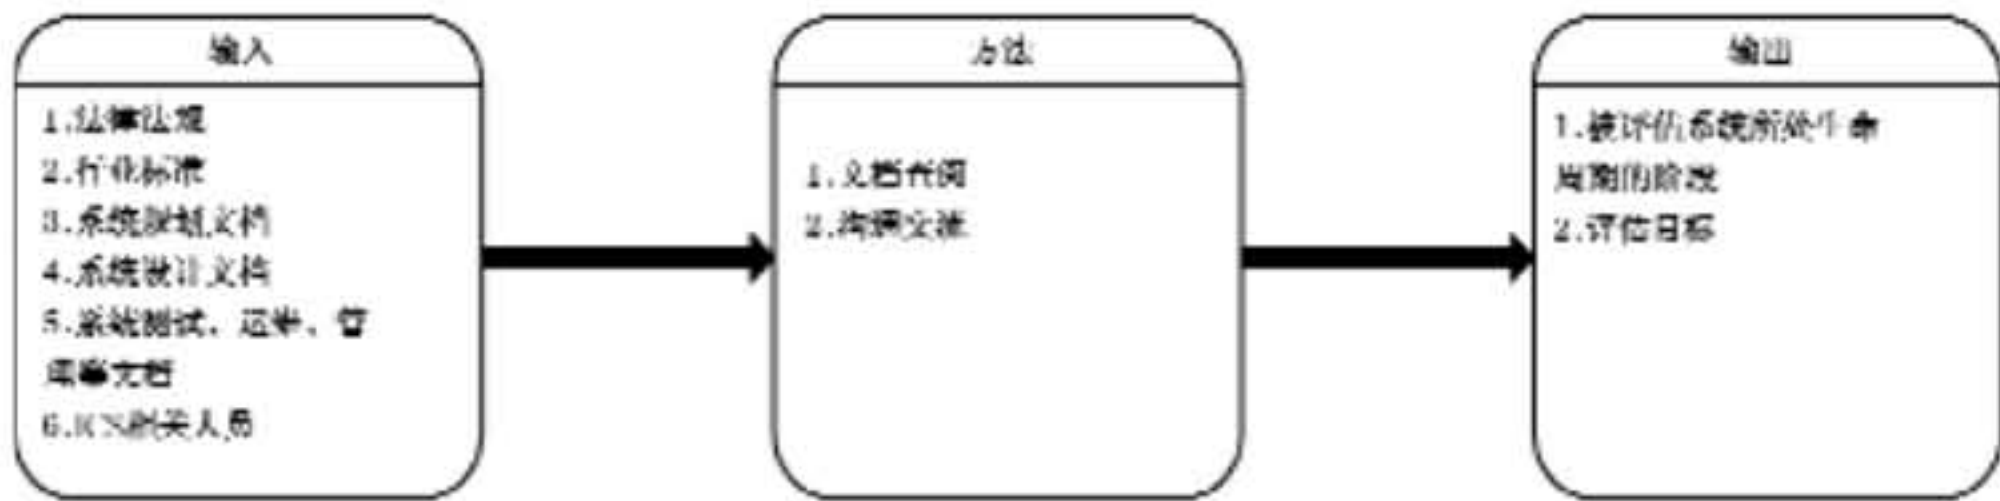 输入
1.法律法规
2.行业标准
3.系统规划文档
4.系统设计文档
5.系统测试、运维、管
理等文档
6.ICS相关人员
方法
1.文档查阅
2.沟通交流
输出
1.被评估系统所处生命
周期的阶段
2.评估目标